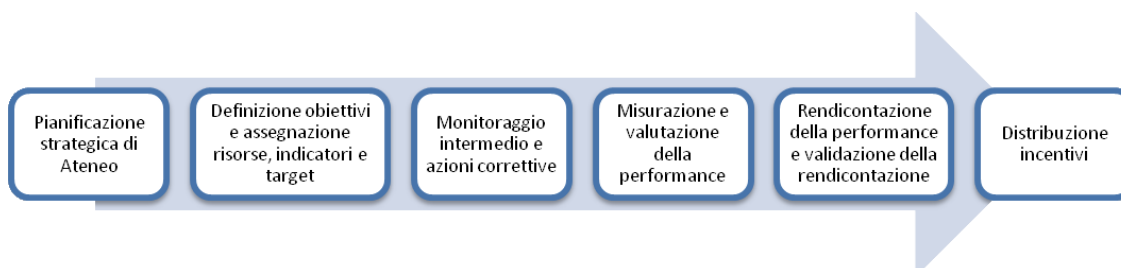 Pianificazione
strategica di
Ateneo
Definizione obiettivi
e assegnazione
risorse, indicatori e
target
Monitoraggio
intermedio e
azioni correttive
Misurazione e
valutazione
della
performance
Rendicontazione
della performance
e validazione della
rendicontazione
Distribuzione
incentivi